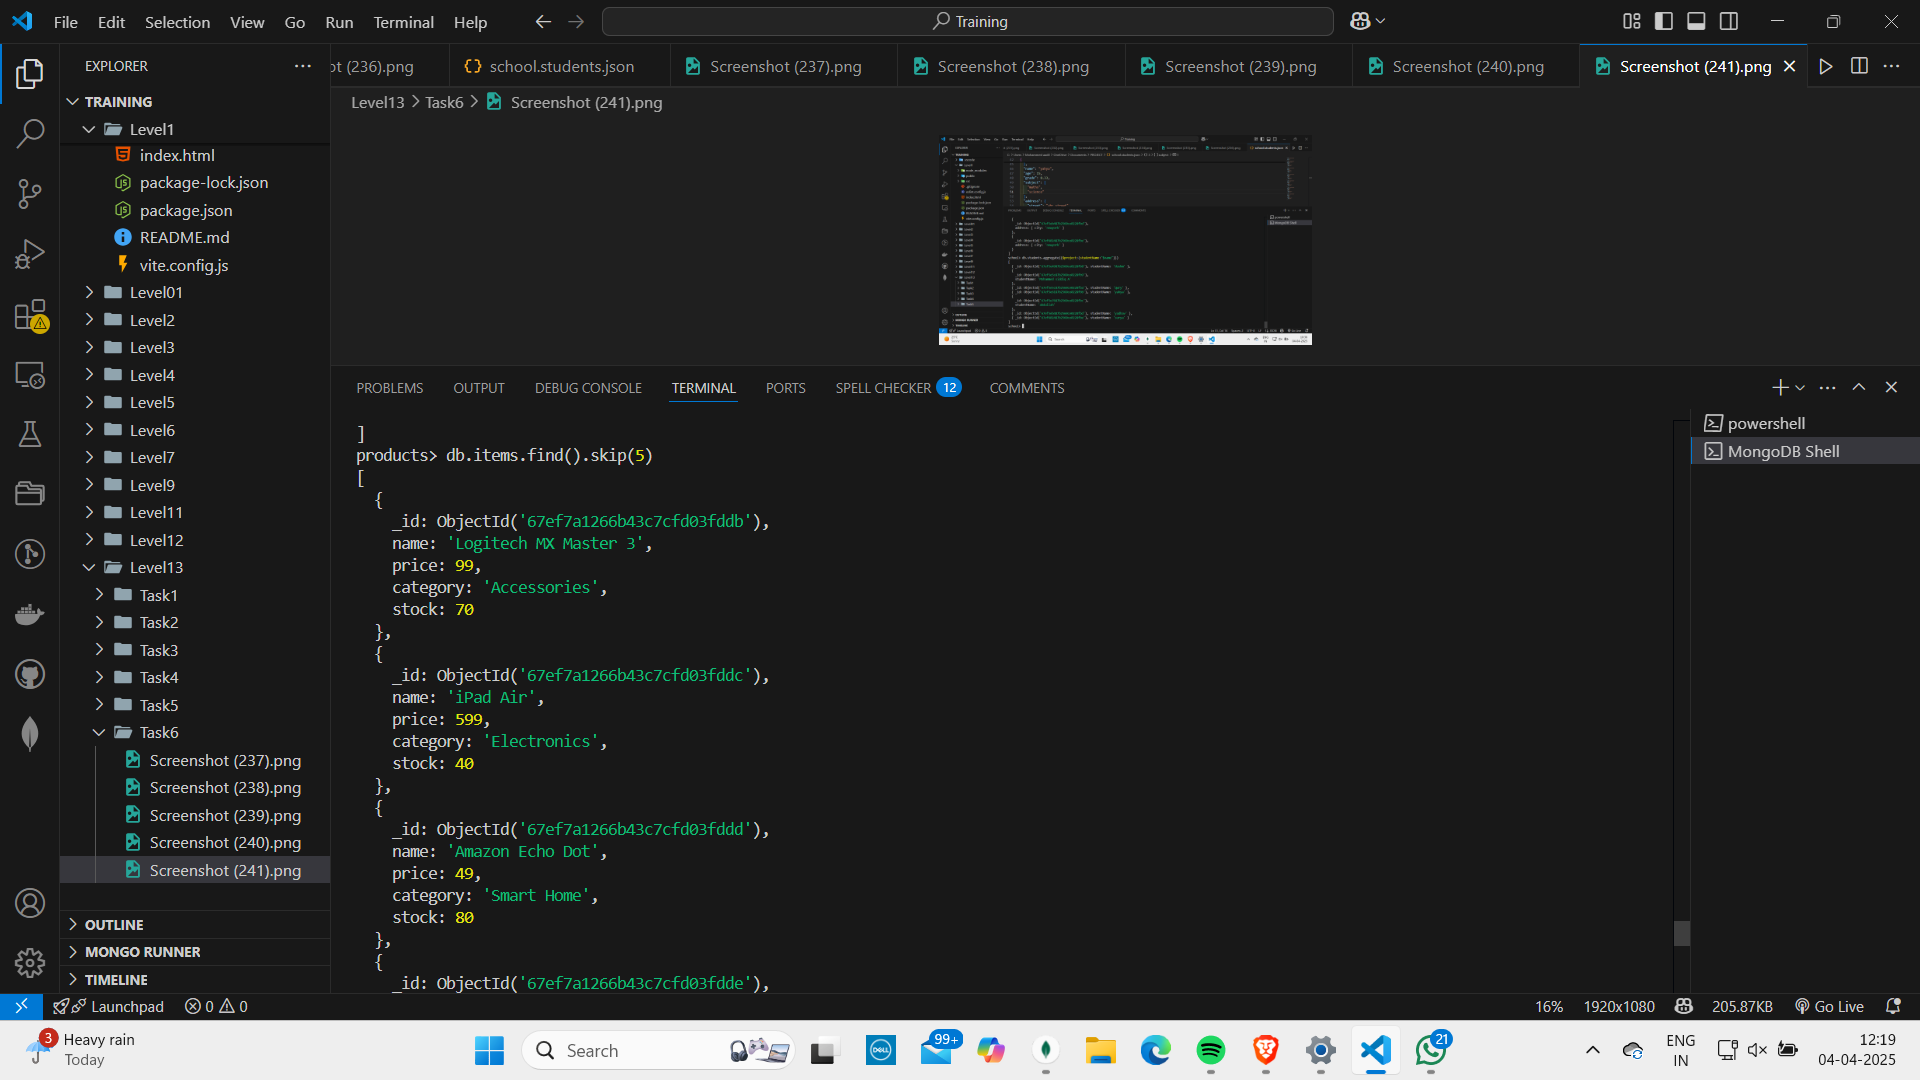 File Edit Selection View Go Run Terminal Help
Training
EXPLORER
ot (236).png
school.students.json
Screenshot (237).png
Screenshot (238).png
Screenshot (239).png
Screenshot (240).png
Screenshot (241).png
Level13 > Task6 > Screenshot (241).png
TRAINING
Level1
index.html
package-lock.json
package.json
README.md
vite.config.js
Level01
Level2
Level3
Level4
Level5
Level6
Level7
Level9
Level11
Level12
Level13
Task1
Task2
Task3
Task4
Task5
Task6
Screenshot (237).png
Screenshot (238).png
Screenshot (239).png
Screenshot (240).png
Screenshot (241).png
OUTLINE
MONGO RUNNER
TIMELINE
PROBLEMS OUTPUT DEBUG CONSOLE TERMINAL PORTS SPELL CHECKER 12 COMMENTS
powershell
MongoDB Shell
]
products> db.items.find().skip(5)
[
{
_id: ObjectId('67ef7a1266b43c7cfd03fddb'),
name: 'Logitech MX Master 3',
price: 99,
category: 'Accessories',
stock: 70
},
{
_id: ObjectId('67ef7a1266b43c7cfd03fddc'),
name: 'iPad Air',
price: 599,
category: 'Electronics',
stock: 40
},
{
_id: ObjectId('67ef7a1266b43c7cfd03fddd'),
name: 'Amazon Echo Dot',
price: 49,
category: 'Smart Home',
stock: 80
},
{
_id: ObjectId('67ef7a1266b43c7cfd03fdde'),
Launchpad 0 0
16% 1920x1080 205.87KB Go Live
3 Heavy rain
Today
Search
DELL
99+
21
ENG
IN
12:19
04-04-2025